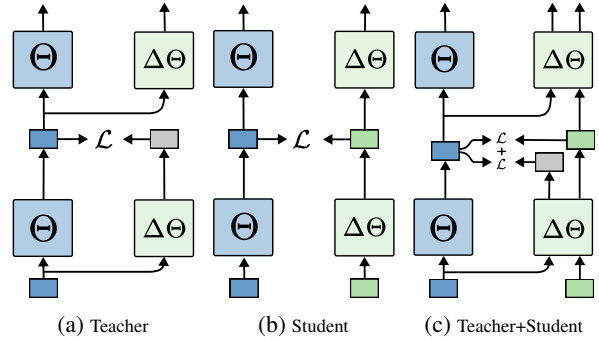 Θ ΔΘ Θ ΔΘ Θ ΔΘ
ℒ ℒ ℒ
+
ℒ
Θ ΔΘ Θ ΔΘ Θ ΔΘ
(a) Teacher (b) Student (c) Teacher+Student